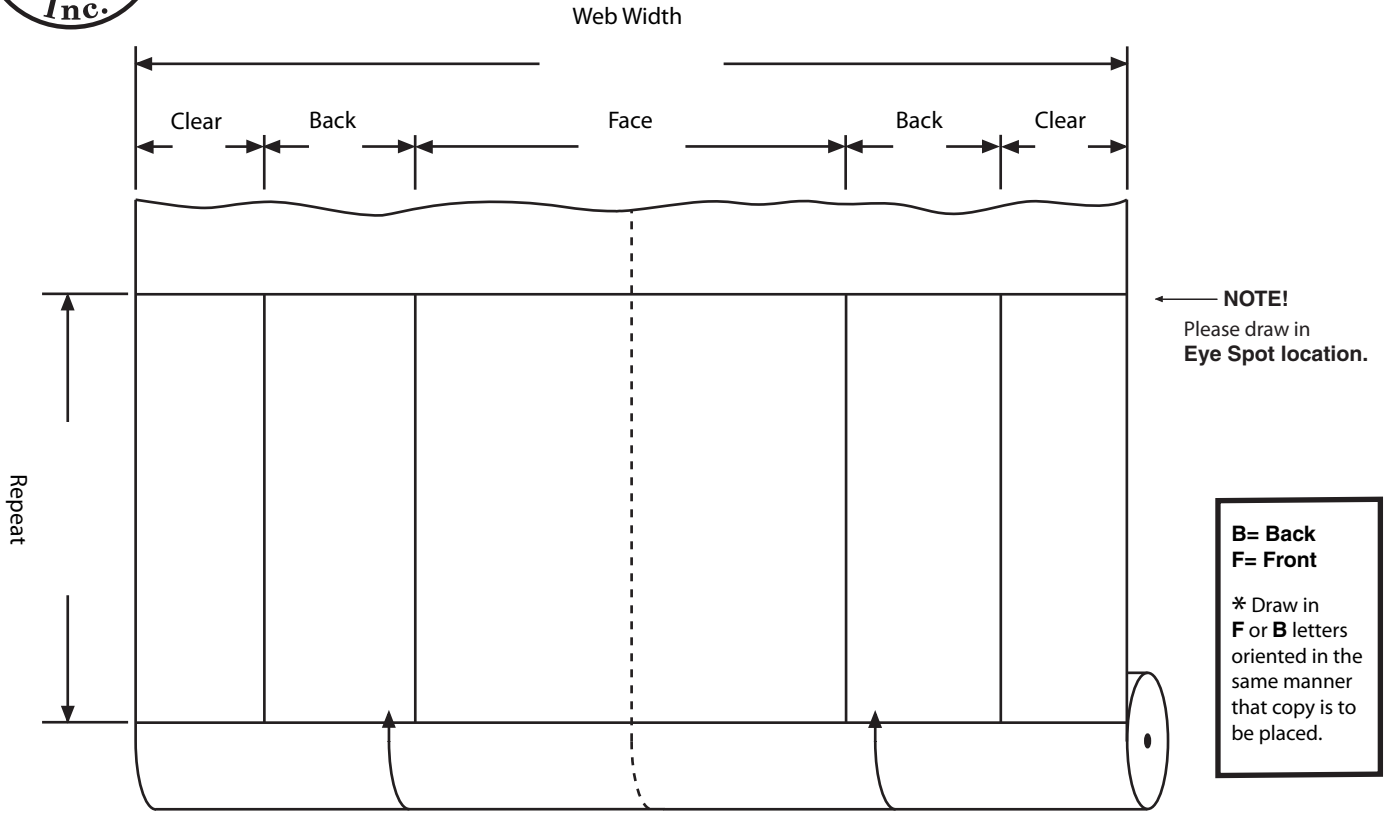 Inc.
Web Width
Clear Back Face Back Clear
NOTE!
Please draw in
Eye Spot location.
Repeat
B= Back
F= Front
* Draw in
F or B letters
oriented in the
same manner
that copy is to
be placed.